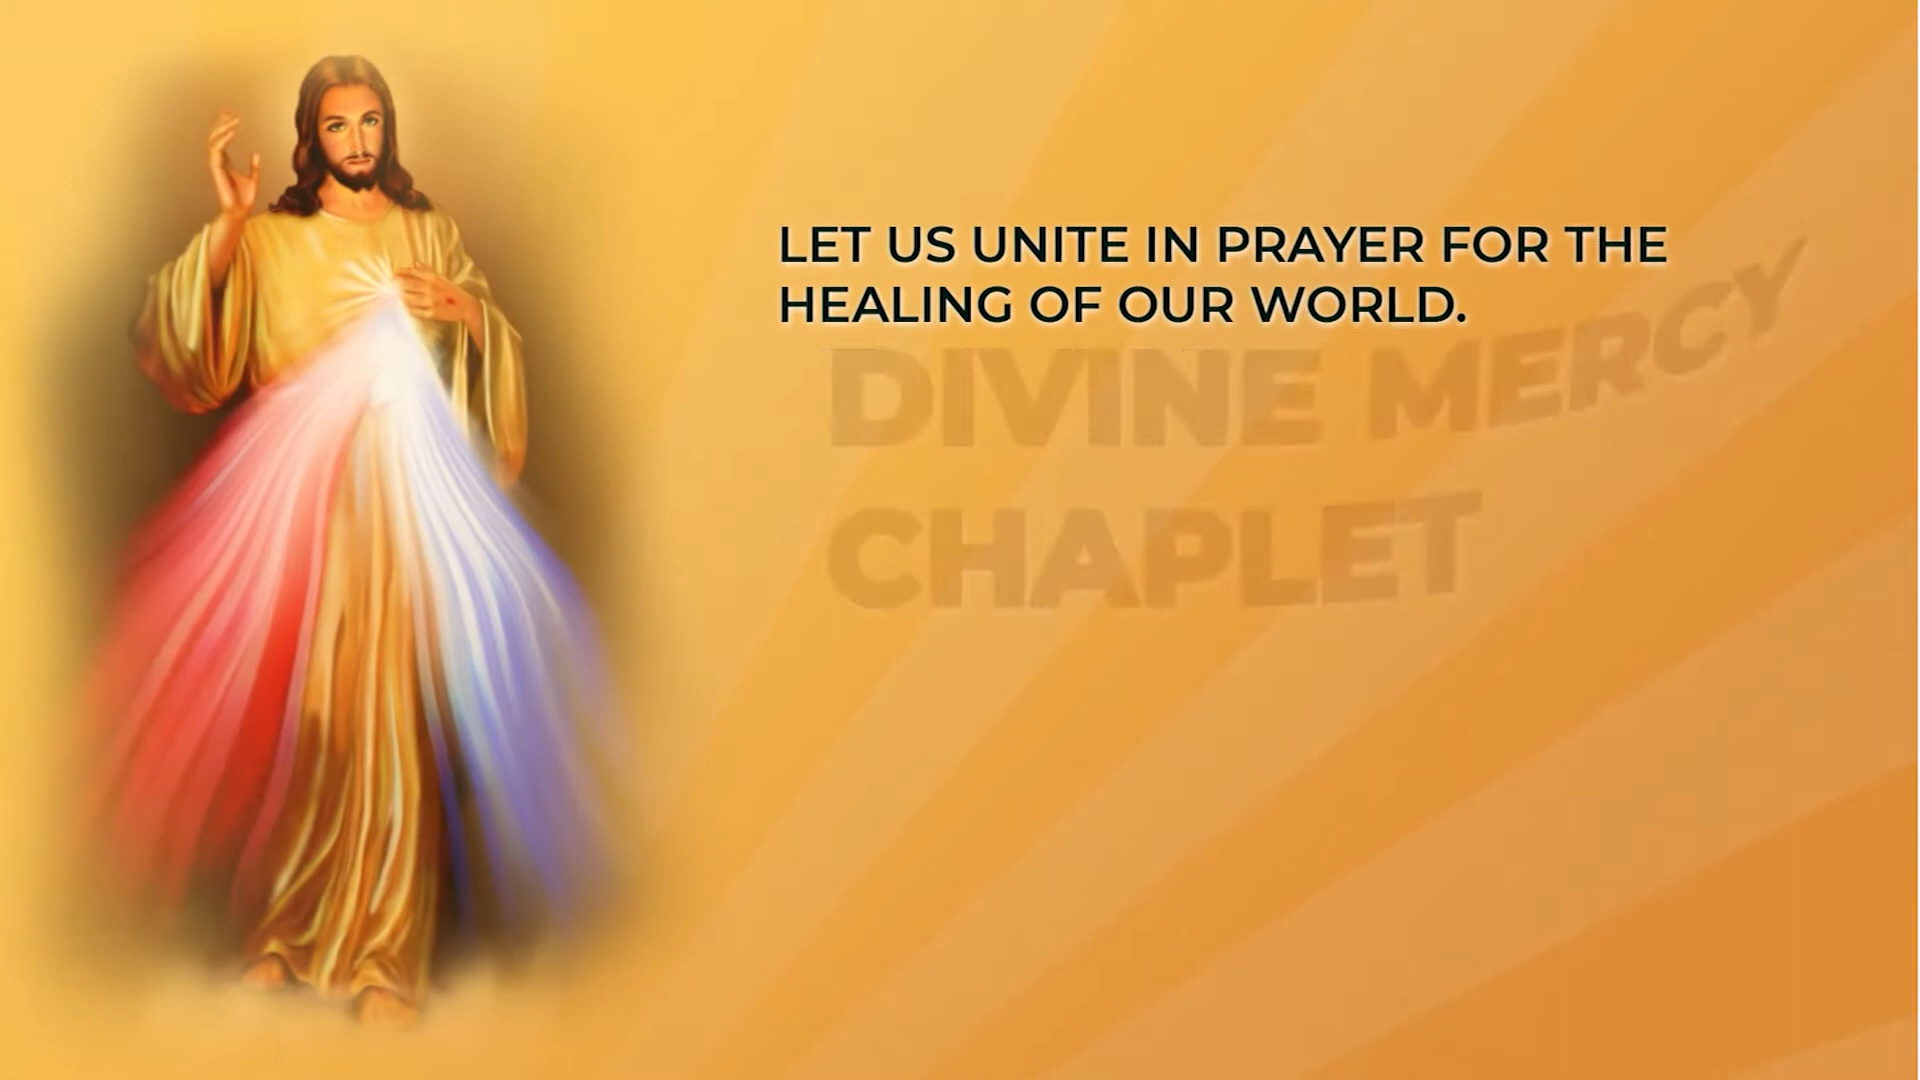 LET US UNITE IN PRAYER FOR THE
HEALING OF OUR WORLD.
DIVINE MERCY
CHAPLET